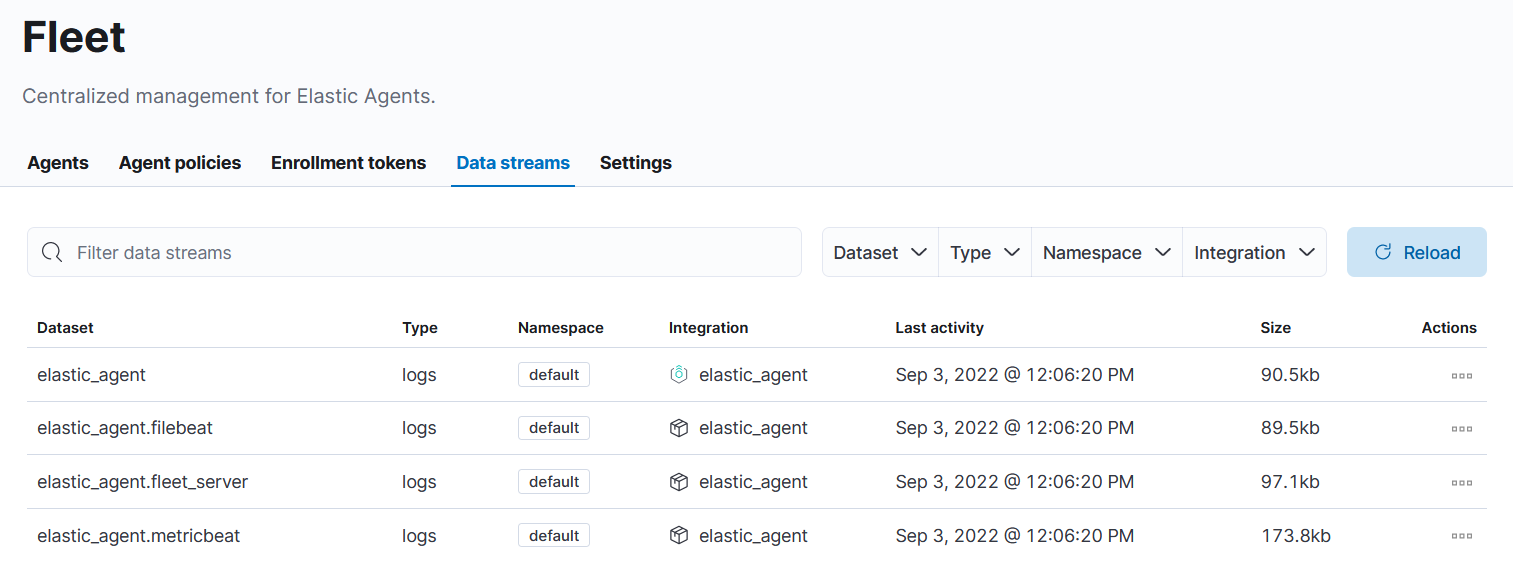 Fleet
Centralized management for Elastic Agents.
Agents Agent policies Enrollment tokens Data streams Settings
Filter data streams Dataset Type Namespace Integration Reload
Dataset Type Namespace Integration Last activity Size Actions
elastic_agent logs default elastic_agent Sep 3, 2022 @ 12:06:20 PM 90.5kb
elastic_agent.filebeat logs default elastic_agent Sep 3, 2022 @ 12:06:20 PM 89.5kb
elastic_agent.fleet_server logs default elastic_agent Sep 3, 2022 @ 12:06:20 PM 97.1kb
elastic_agent.metricbeat logs default elastic_agent Sep 3, 2022 @ 12:06:20 PM 173.8kb